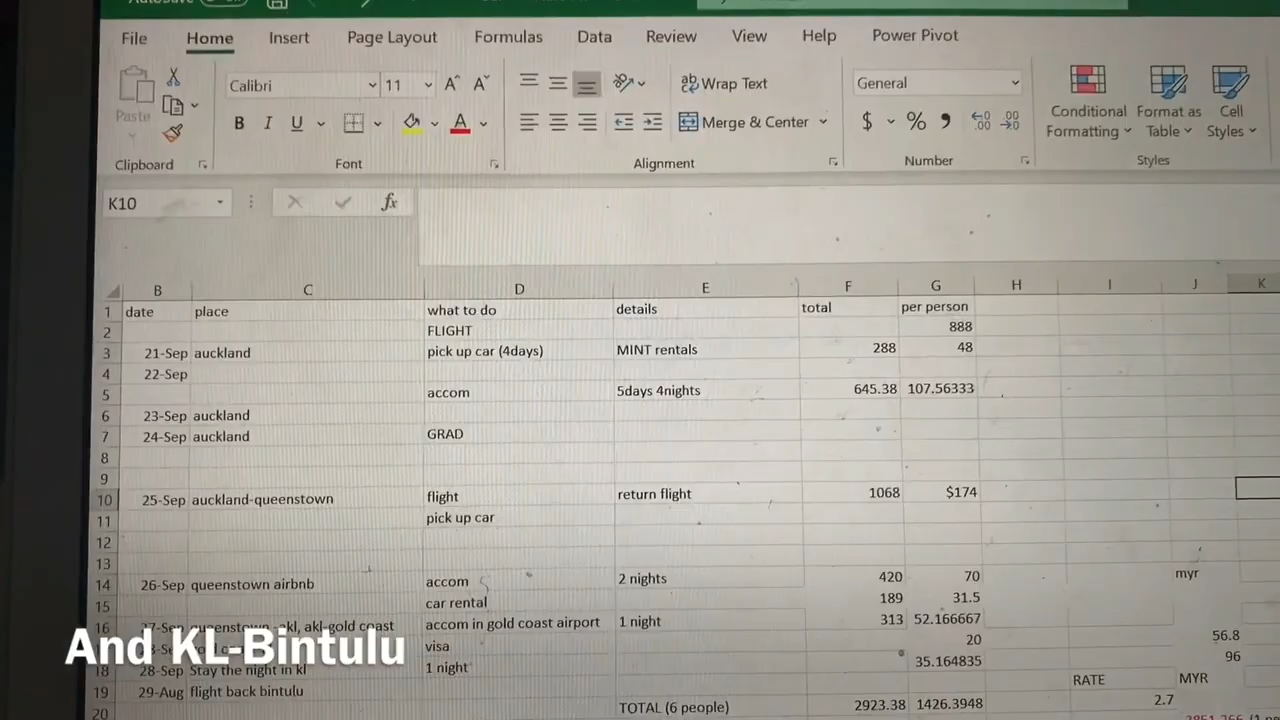 File Home Insert Page Layout Formulas Data Review View Help Power Pivot
Paste Calibri 11 A A Wrap Text General Conditional Formatting Format as Table Cell Styles
B I U A Merge & Center $ % 9
Clipboard Font Alignment Number Styles
K10 fx
B C D E F G H I J K
1 date place what to do details total per person
2 FLIGHT 888
3 21-Sep auckland pick up car (4days) MINT rentals 288 48
4 22-Sep
5 accom 5days 4nights 645.38 107.56333
6 23-Sep auckland
7 24-Sep auckland GRAD
8
9
10 25-Sep auckland-queenstown flight return flight 1068 $174
11 pick up car
12
13
14 26-Sep queenstown airbnb accom 2 nights 420 70 myr
15 car rental 189 31.5
16 akl, akl-gold coast accom in gold coast airport 1 night 313 52.166667
visa 20 56.8
18 28-Sep Stay the night in kl 1 night 35.164835 96
19 29-Aug flight back bintulu RATE MYR
20 TOTAL (6 people) 2923.38 1426.3948 2.7
And KL-Bintulu